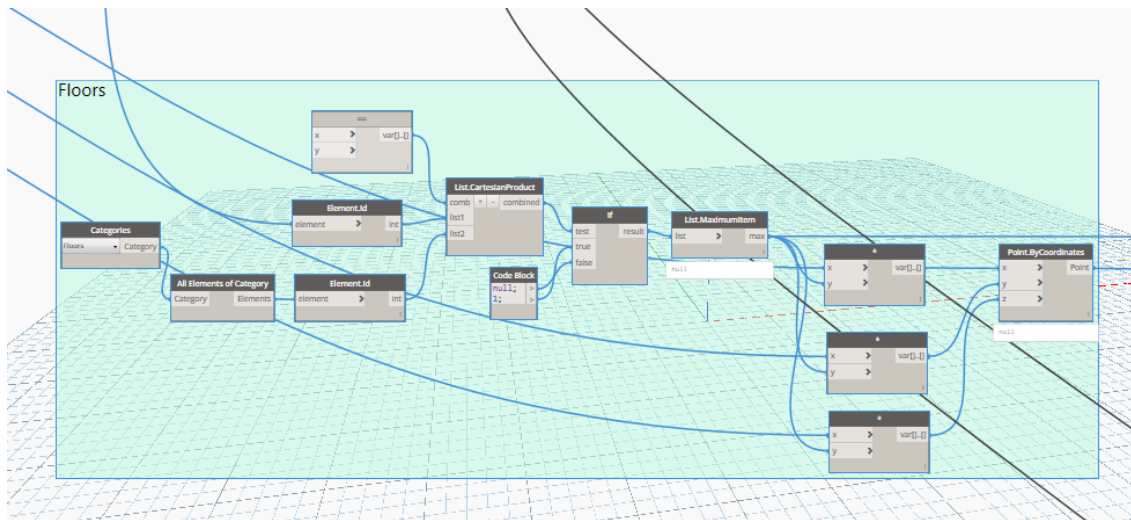 Floors
==
x > var[]..[]
y >
List.CartesianProduct
comb + - combined
list1
list2
Element.Id
element > int
Categories
Floors Category
All Elements of Category
Category Elements
Element.Id
element > int
Code Block
null; >
1; >
If
test result
true
false
List.MaximumItem
list > max
null
*
x > var[]..[]
y >
*
x > var[]..[]
y >
*
x > var[]..[]
y >
Point.ByCoordinates
x > Point
y >
z >
null